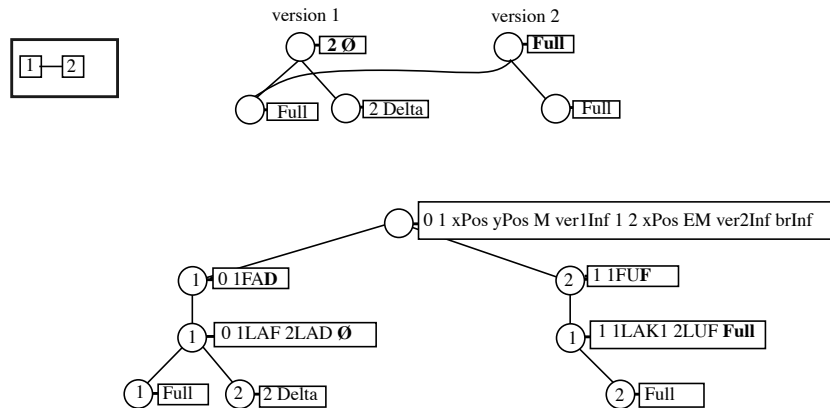 version 1
version 2
1 2
2 Ø
Full
Full
2 Delta
Full
0 1 xPos yPos M ver1Inf 1 2 xPos EM ver2Inf brInf
1
0 1FAD
2
1 1FUF
1
0 1LAF 2LAD Ø
1
1 1LAK1 2LUF Full
1
Full
2
2 Delta
2
Full